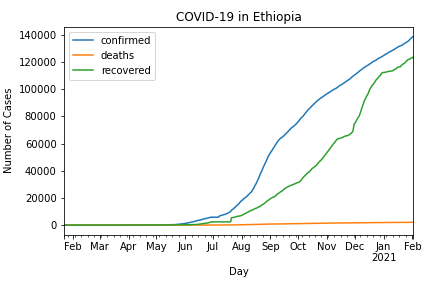 COVID-19 in Ethiopia
confirmed
deaths
recovered
140000
120000
100000
80000
60000
40000
20000
0
Number of Cases
Feb Mar Apr May Jun Jul Aug Sep Oct Nov Dec Jan Feb
2021
Day